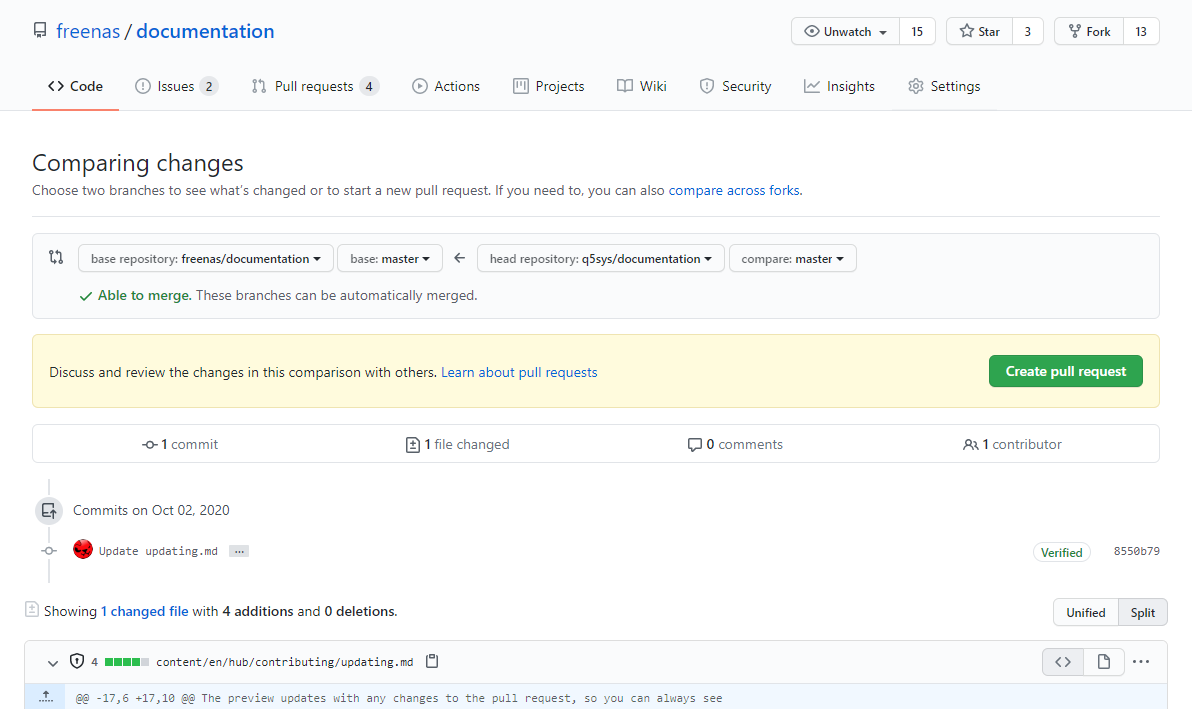 freenas / documentation
Unwatch 15 Star 3 Fork 13
Code Issues 2 Pull requests 4 Actions Projects Wiki Security Insights Settings
Comparing changes
Choose two branches to see what's changed or to start a new pull request. If you need to, you can also compare across forks.
base repository: freenas/documentation base: master ← head repository: q5sys/documentation compare: master
Able to merge. These branches can be automatically merged.
Discuss and review the changes in this comparison with others. Learn about pull requests Create pull request
1 commit 1 file changed 0 comments 1 contributor
Commits on Oct 02, 2020
Update updating.md … Verified 8550b79
Showing 1 changed file with 4 additions and 0 deletions. Unified Split
4 content/en/hub/contributing/updating.md <> ...
@@ -17,6 +17,10 @@ The preview updates with any changes to the pull request, so you can always see